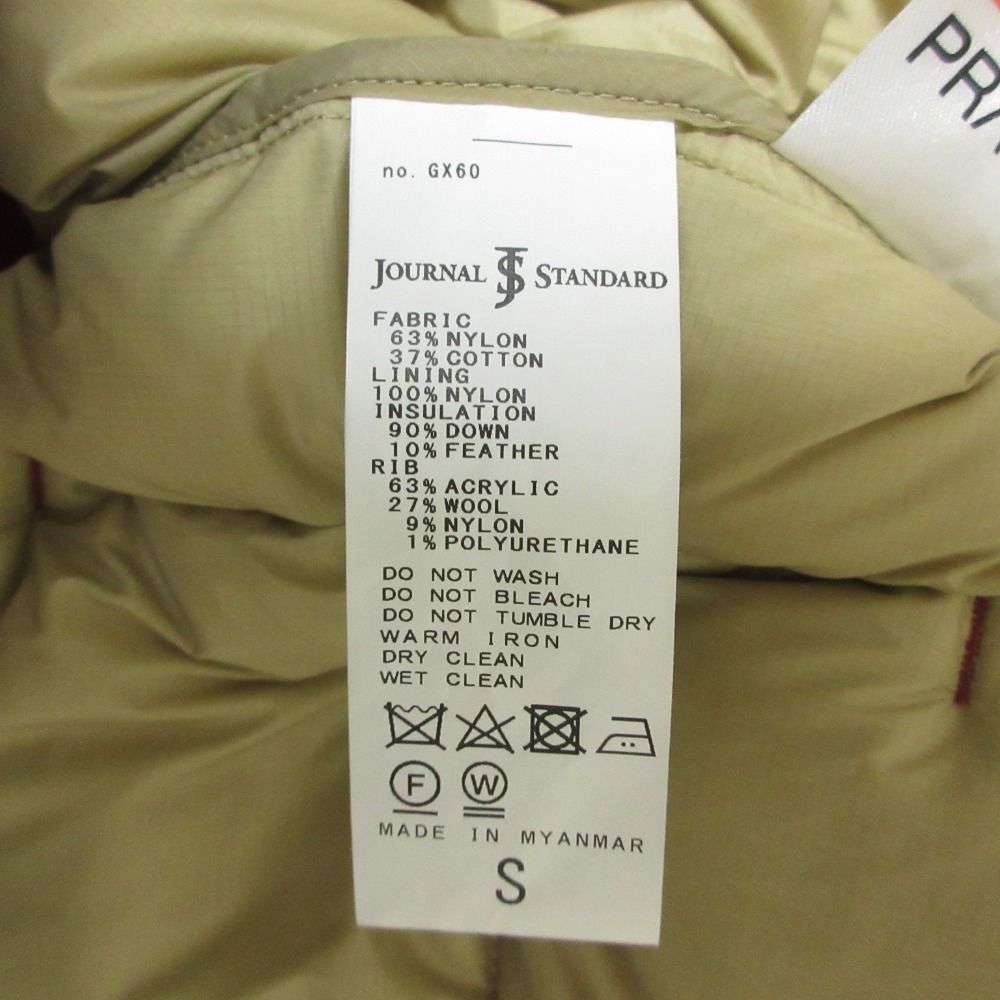 no. GX60
JOURNAL JS STANDARD
FABRIC
63% NYLON
37% COTTON
LINING
100% NYLON
INSULATION
90% DOWN
10% FEATHER
RIB
63% ACRYLIC
27% WOOL
9% NYLON
1% POLYURETHANE
DO NOT WASH
DO NOT BLEACH
DO NOT TUMBLE DRY
WARM IRON
DRY CLEAN
WET CLEAN
F W
MADE IN MYANMAR
S